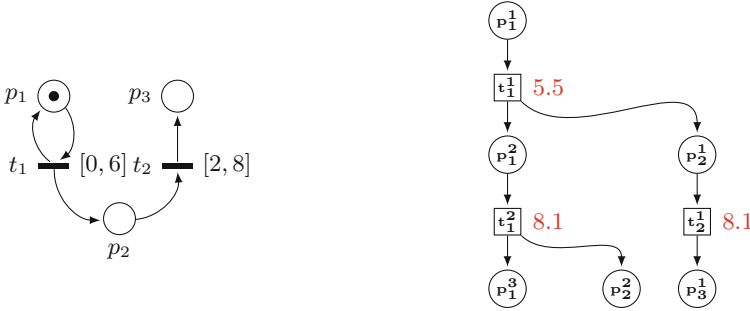 p₁
p₃
t₁ [0, 6] t₂ [2, 8]
p₂
p₁¹
t₁¹ 5.5
p₁² p₂¹
t₁² 8.1 t₂¹ 8.1
p₁³ p₂² p₃¹